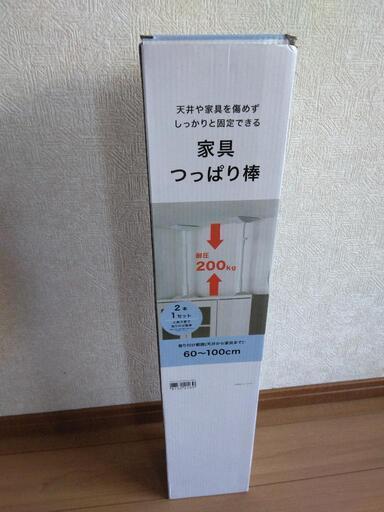 天井や家具を傷めず
しっかりと固定できる
家具
つっぱり棒
耐圧
200kg
2本
1セット
取り付け範囲(天井から家具まで)
60〜100cm